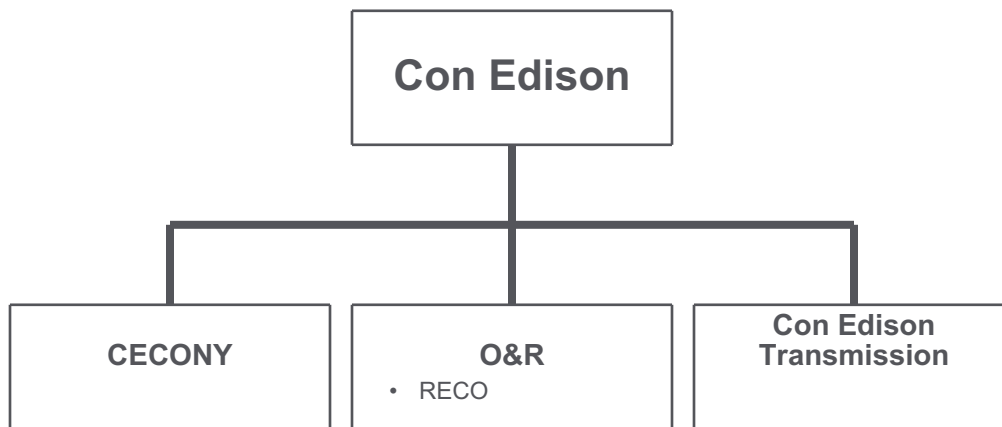 Con Edison
CECONY
O&R
• RECO
Con Edison
Transmission